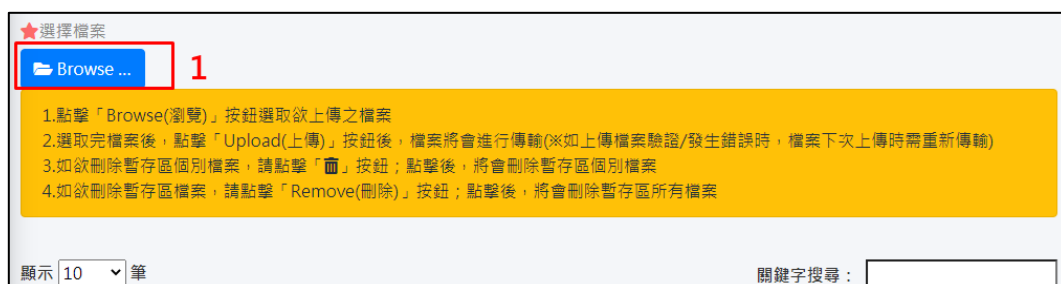 選擇檔案
Browse ...
1
1.點擊「Browse(瀏覽)」按鈕選取欲上傳之檔案
2.選取完檔案後，點擊「Upload(上傳)」按鈕後，檔案將會進行傳輸(※如上傳檔案驗證/發生錯誤時，檔案下次上傳時需重新傳輸)
3.如欲刪除暫存區個別檔案，請點擊「」按鈕；點擊後，將會刪除暫存區個別檔案
4.如欲刪除暫存區檔案，請點擊「Remove(刪除)」按鈕；點擊後，將會刪除暫存區所有檔案
顯示 10 筆
關鍵字搜尋：